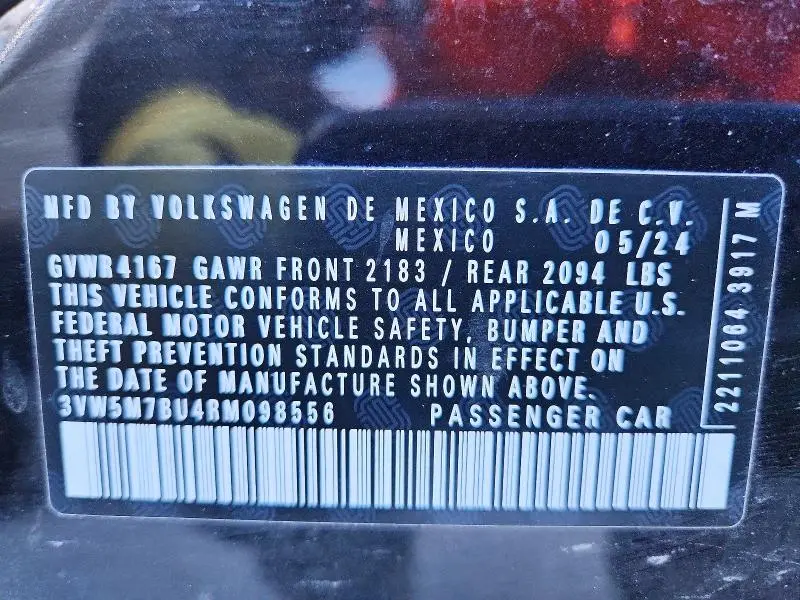 MFD BY VOLKSWAGEN DE MEXICO S.A. DE C.V.
MEXICO 05/24
GVWR4167 GAWR FRONT 2183 / REAR 2094 LBS
THIS VEHICLE CONFORMS TO ALL APPLICABLE U.S.
FEDERAL MOTOR VEHICLE SAFETY, BUMPER AND
THEFT PREVENTION STANDARDS IN EFFECT ON
THE DATE OF MANUFACTURE SHOWN ABOVE.
3VW5M7BU4RM098556 PASSENGER CAR
2211064 3917 M